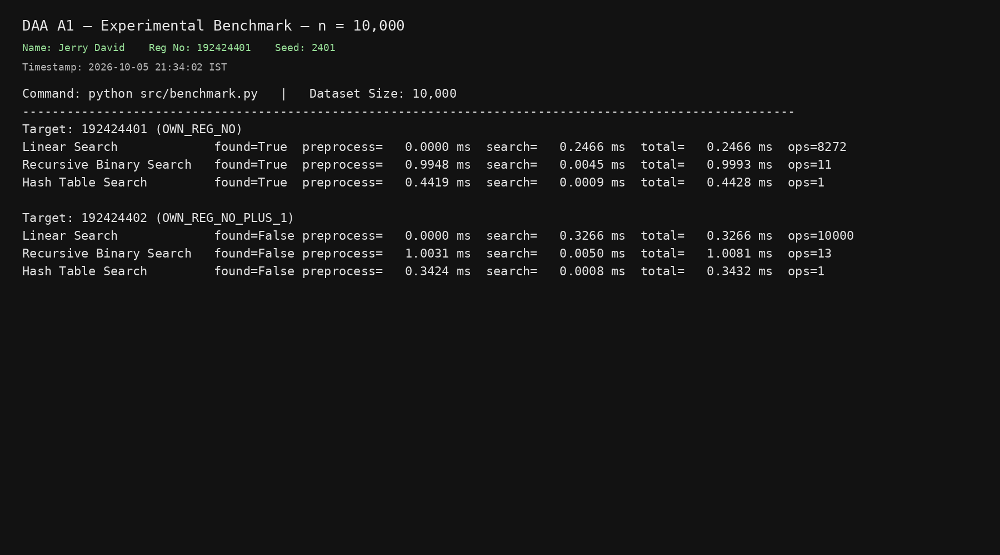 DAA A1 — Experimental Benchmark — n = 10,000
Name: Jerry David    Reg No: 192424401    Seed: 2401
Timestamp: 2026-10-05 21:34:02 IST
Command: python src/benchmark.py   |   Dataset Size: 10,000
---------------------------------------------------------------------------------------------------------
Target: 192424401 (OWN_REG_NO)
Linear Search             found=True  preprocess=   0.0000 ms  search=   0.2466 ms  total=   0.2466 ms  ops=8272
Recursive Binary Search   found=True  preprocess=   0.9948 ms  search=   0.0045 ms  total=   0.9993 ms  ops=11
Hash Table Search         found=True  preprocess=   0.4419 ms  search=   0.0009 ms  total=   0.4428 ms  ops=1
Target: 192424402 (OWN_REG_NO_PLUS_1)
Linear Search             found=False preprocess=   0.0000 ms  search=   0.3266 ms  total=   0.3266 ms  ops=10000
Recursive Binary Search   found=False preprocess=   1.0031 ms  search=   0.0050 ms  total=   1.0081 ms  ops=13
Hash Table Search         found=False preprocess=   0.3424 ms  search=   0.0008 ms  total=   0.3432 ms  ops=1